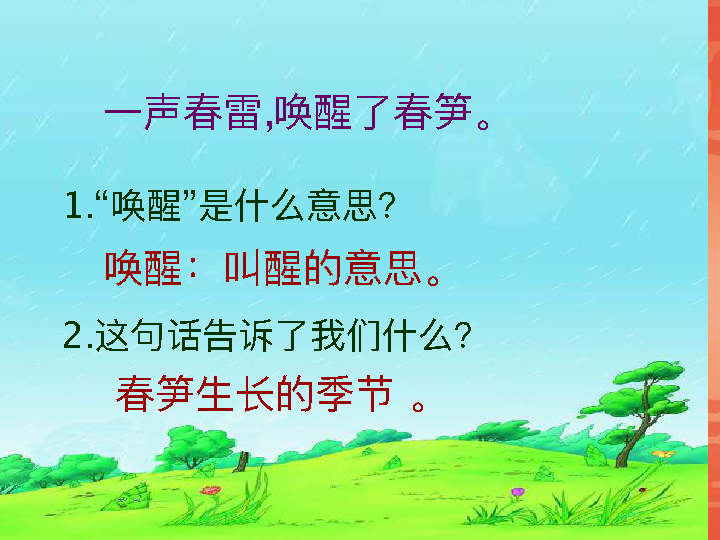 一声春雷,唤醒了春笋。
1.“唤醒”是什么意思?
唤醒：叫醒的意思。
2.这句话告诉了我们什么?
春笋生长的季节 。